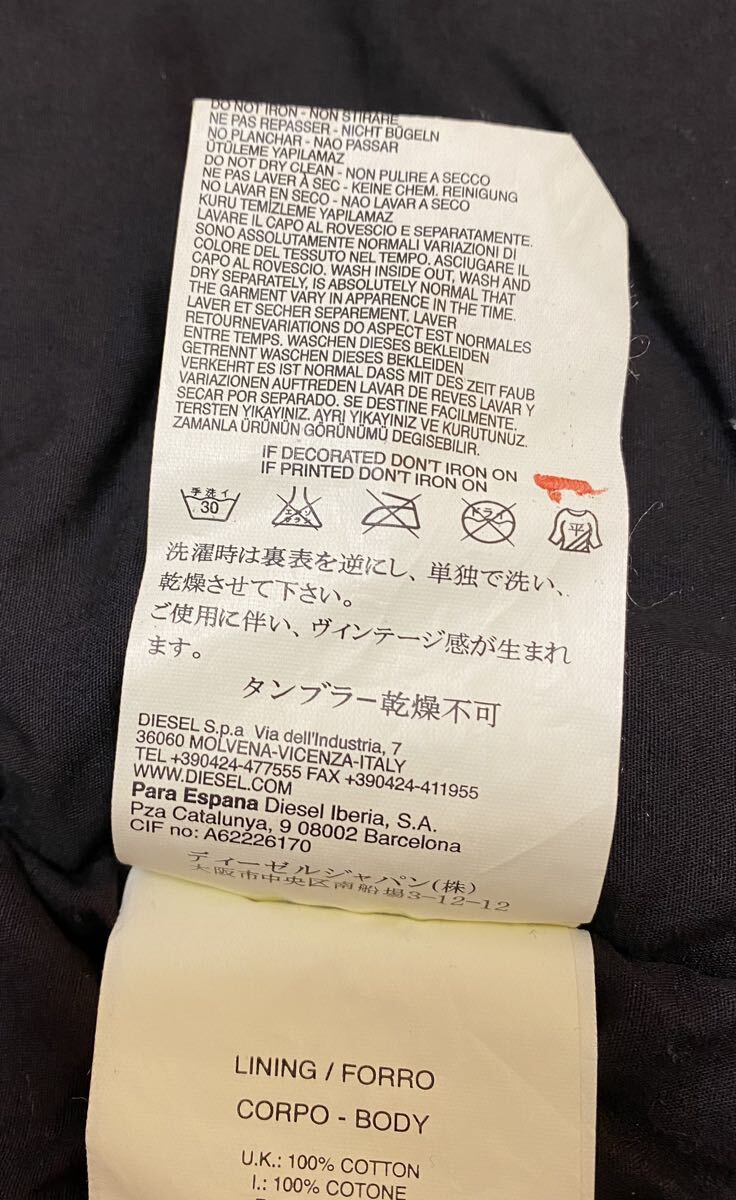 DO NOT IRON - NON STIRARE
NE PAS REPASSER - NICHT BÜGELN
NO PLANCHAR - NAO PASSAR
ÜTÜLEME YAPILAMAZ
DO NOT DRY CLEAN - NON PULIRE A SECCO
NE PAS LAVER À SEC - KEINE CHEM. REINIGUNG
NO LAVAR EN SECO - NAO LAVAR A SECO
KURU TEMİZLEME YAPILAMAZ
LAVARE IL CAPO AL ROVESCIO E SEPARATAMENTE.
SONO ASSOLUTAMENTE NORMALI VARIAZIONI DI
COLORE DEL TESSUTO NEL TEMPO. ASCIUGARE IL
CAPO AL ROVESCIO. WASH INSIDE OUT, WASH AND
DRY SEPARATELY, IS ABSOLUTELY NORMAL THAT
THE GARMENT VARY IN APPARENCE IN THE TIME.
LAVER ET SECHER SEPAREMENT. LAVER
RETOURNEVARIATIONS DO ASPECT EST NORMALES
ENTRE TEMPS. WASCHEN DIESES BEKLEIDEN
GETRENNT WASCHEN DIESES BEKLEIDEN
VERKEHRT ES IST NORMAL DASS MIT DES ZEIT FAUB
VARIAZIONEN AUFTREDEN LAVAR DE REVES LAVAR Y
SECAR POR SEPARADO. SE DESTINE FACILMENTE.
TERSTEN YIKAYINIZ. AYRI YIKAYINIZ VE KURUTUNUZ.
ZAMANLA ÜRÜNÜN GÖRÜNÜMÜ DEGISEBILIR.
IF DECORATED DON'T IRON ON
IF PRINTED DON'T IRON ON
手洗イ 30 エンソ サラシ ドライ 平
洗濯時は裏表を逆にし、単独で洗い、
乾燥させて下さい。
ご使用に伴い、ヴィンテージ感が生まれ
ます。
タンブラー乾燥不可
DIESEL S.p.a Via dell'Industria, 7
36060 MOLVENA-VICENZA-ITALY
TEL +390424-477555 FAX +390424-411955
WWW.DIESEL.COM
Para Espana Diesel Iberia, S.A.
Pza Catalunya, 9 08002 Barcelona
CIF no: A62226170
ディーゼルジャパン(株)
大阪市中央区南船場3-12-12
LINING / FORRO
CORPO - BODY
U.K.: 100% COTTON
I.: 100% COTONE